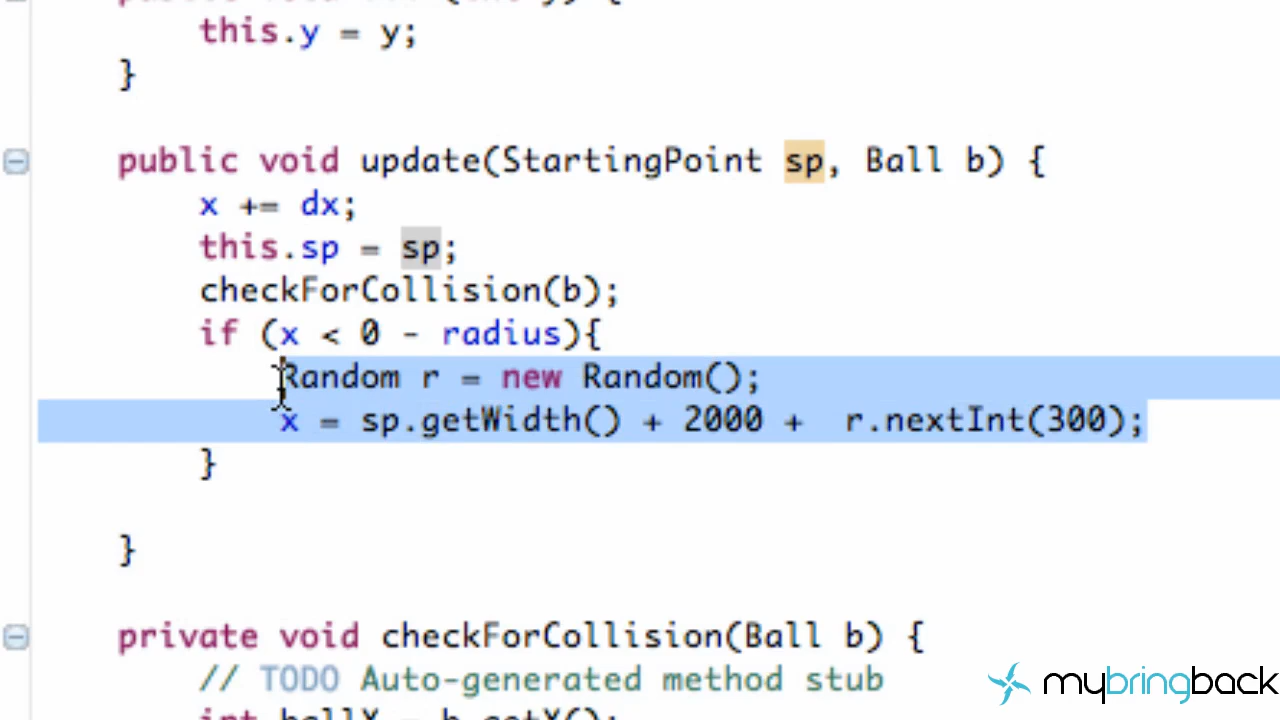 this.y = y;
}
public void update(StartingPoint sp, Ball b) {
x += dx;
this.sp = sp;
checkForCollision(b);
if (x < 0 - radius){
Random r = new Random();
x = sp.getWidth() + 2000 +  r.nextInt(300);
}
}
private void checkForCollision(Ball b) {
// TODO Auto-generated method stub
mybringback